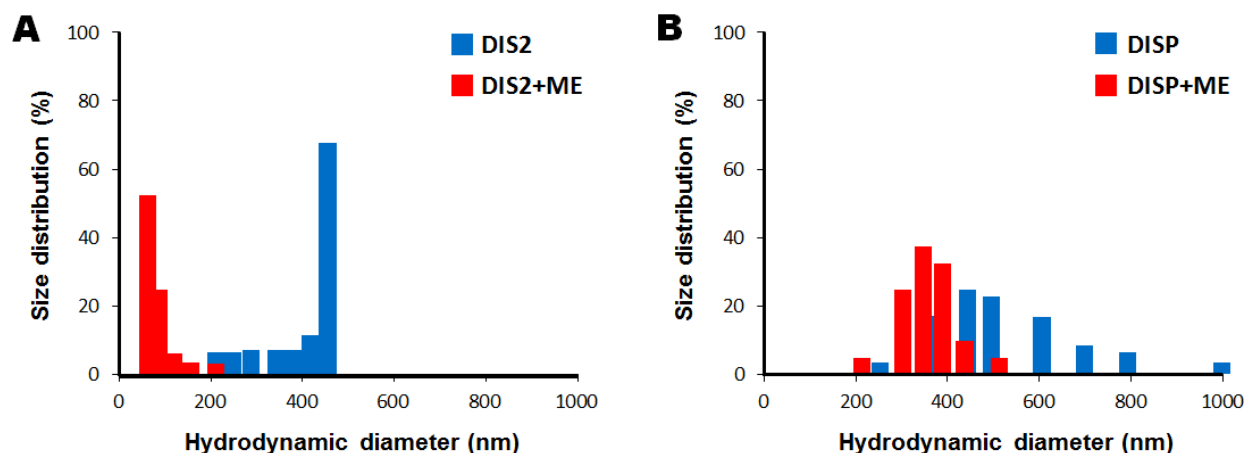 A
100
80
60
40
20
0
Size distribution (%)
DIS2
DIS2+ME
0 200 400 600 800 1000
Hydrodynamic diameter (nm)
B
100
80
60
40
20
0
Size distribution (%)
DISP
DISP+ME
0 200 400 600 800 1000
Hydrodynamic diameter (nm)